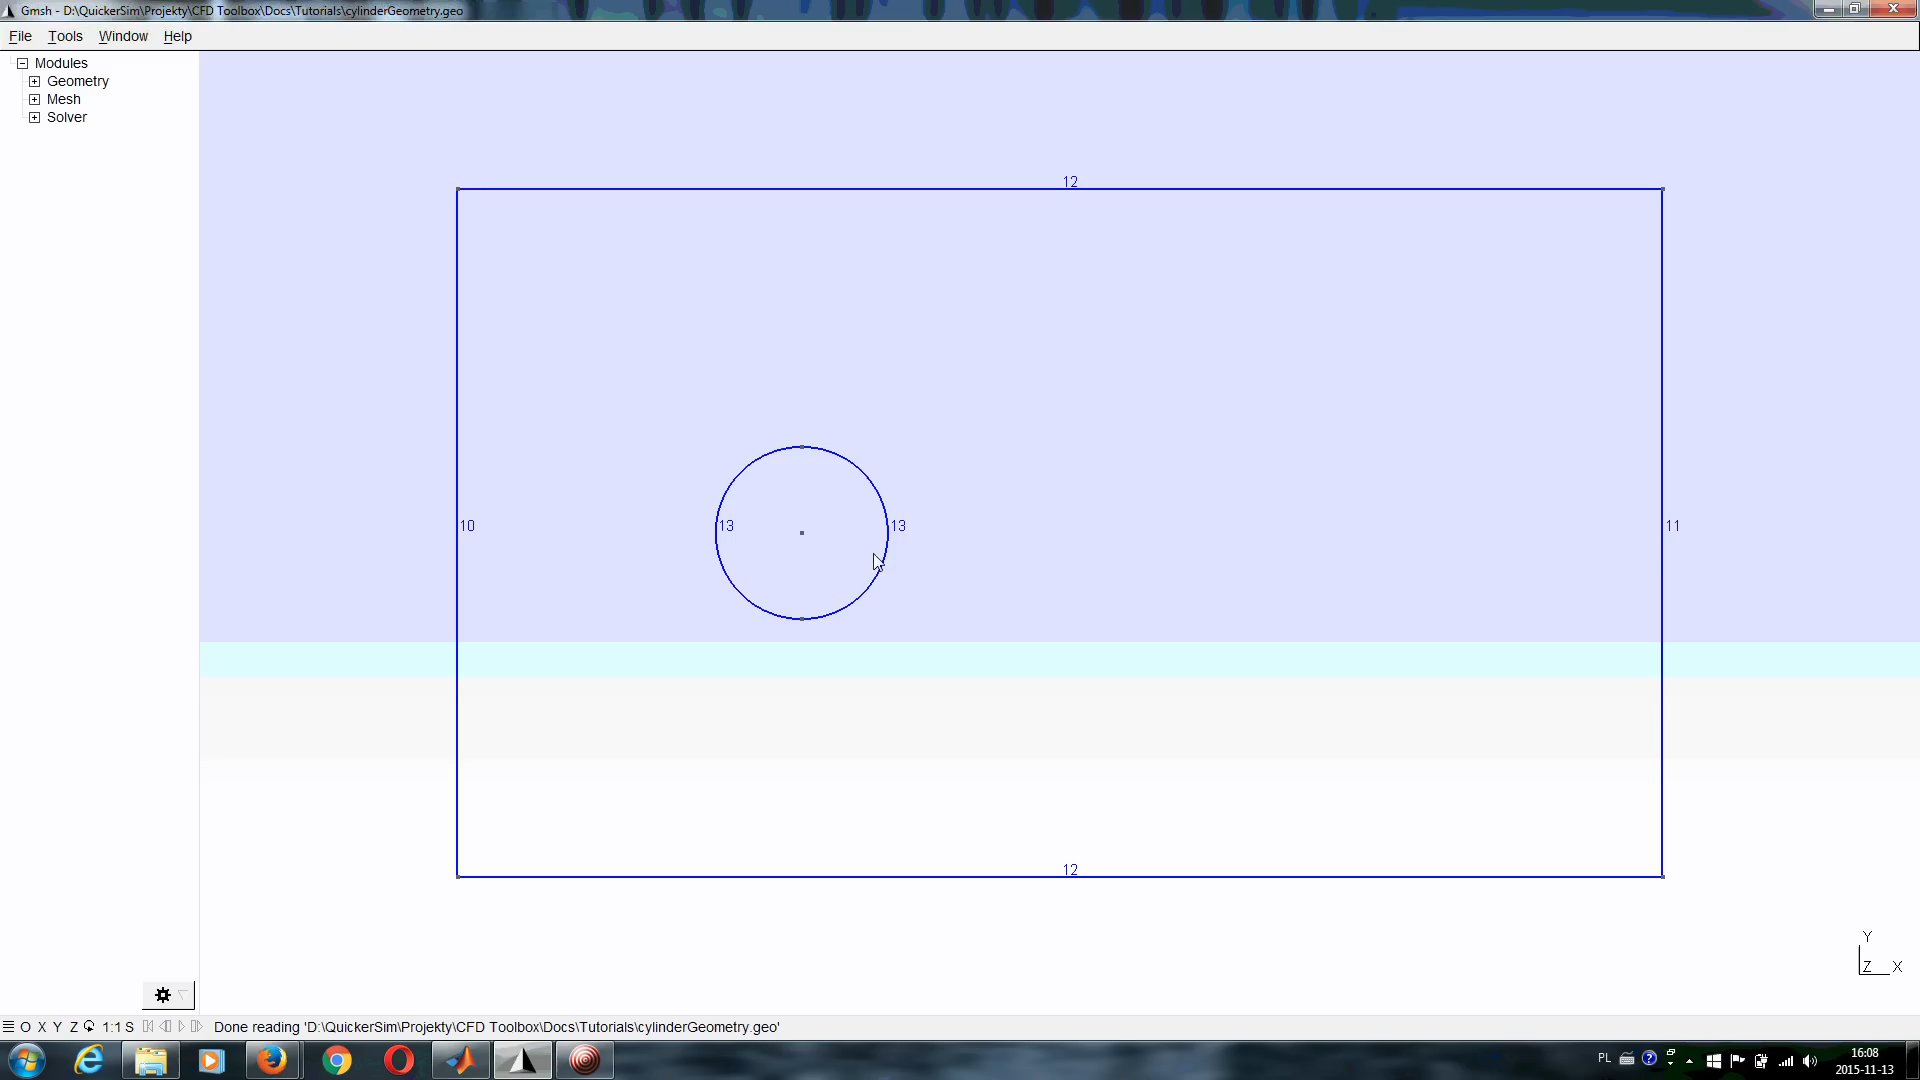 Gmsh - D:\QuickerSim\Projekty\CFD Toolbox\Docs\Tutorials\cylinderGeometry.geo
File Tools Window Help
Modules
Geometry
Mesh
Solver
12
10
13
13
11
12
Y
Z X
O X Y Z 1:1 S Done reading 'D:\QuickerSim\Projekty\CFD Toolbox\Docs\Tutorials\cylinderGeometry.geo'
PL
16:08
2015-11-13